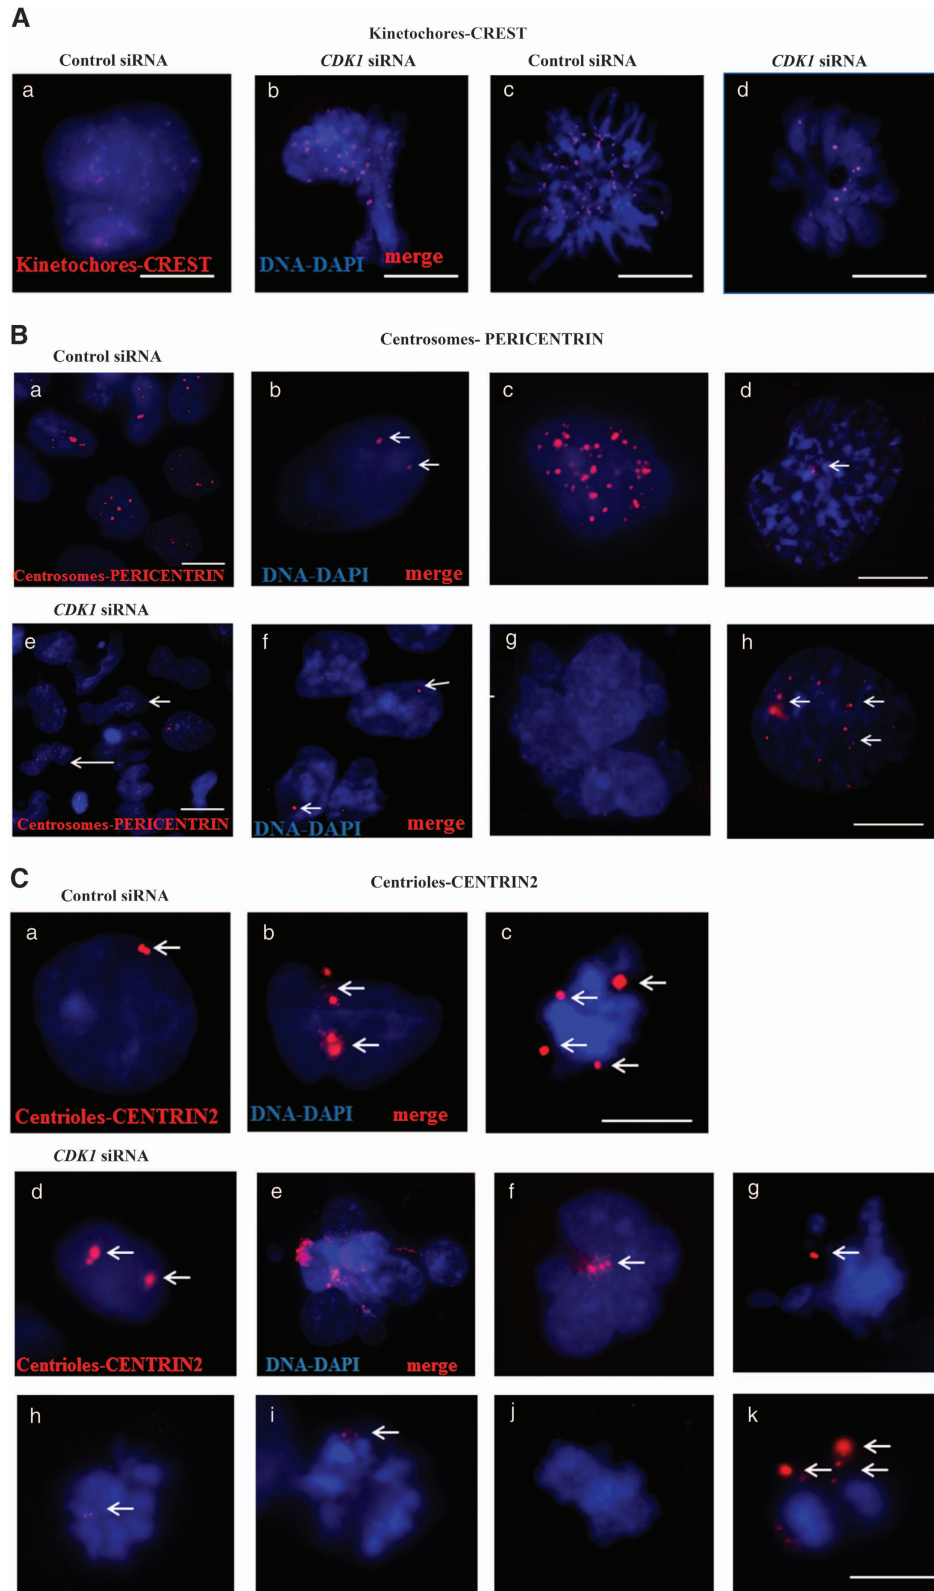 A
Kinetochores-CREST
Control siRNA CDK1 siRNA Control siRNA CDK1 siRNA
a b c d
Kinetochores-CREST DNA-DAPI merge
B
Centrosomes- PERICENTRIN
Control siRNA
a b c d
Centrosomes-PERICENTRIN DNA-DAPI merge
CDK1 siRNA
e f g h
Centrosomes-PERICENTRIN DNA-DAPI merge
C
Centrioles-CENTRIN2
Control siRNA
a b c
Centrioles-CENTRIN2 DNA-DAPI merge
CDK1 siRNA
d e f g
Centrioles-CENTRIN2 DNA-DAPI merge
h i j k